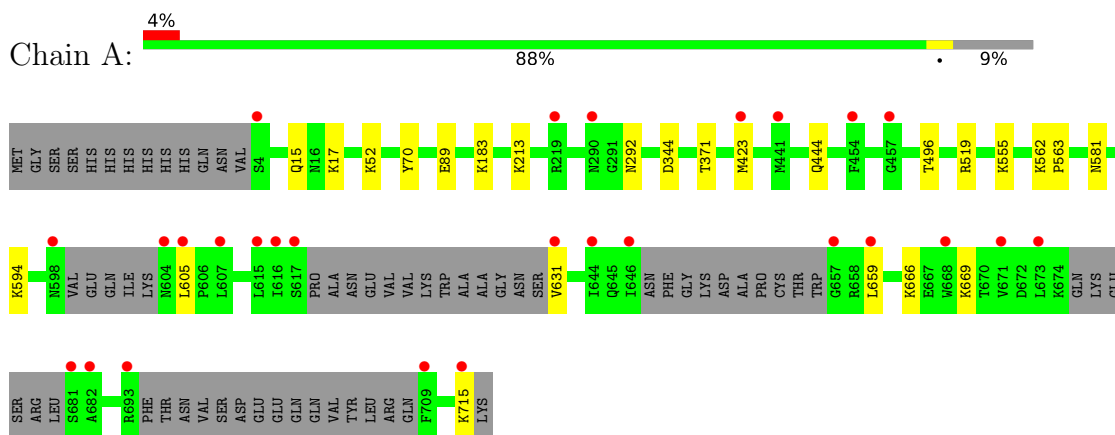 4%
Chain A:
88% • 9%
MET GLY SER SER HIS HIS HIS HIS HIS HIS GLN ASN VAL S4 Q15 N16 K17 K52 Y70 E89 K183 K213 R219 N290 G291 N292 D344 T371 M423 M441 Q444 F454 G457 T496 R519 K555 K562 P563 N581
K594 N598 VAL GLU GLN ILE LYS N604 L605 P606 L607 L615 I616 S617 PRO ALA ASN GLU VAL VAL LYS TRP ALA ALA GLY ASN SER V631 I644 Q645 I646 ASN PHE GLY LYS ASP ALA PRO CYS THR TRP G657 R658 L659 K666 E667 W668 K669 T670 V671 D672 L673 K674 GLN LYS GLU
SER ARG LEU S681 A682 R693 PHE THR ASN VAL SER ASP GLU GLU GLN GLN VAL TYR LEU ARG GLN F709 K715 LYS